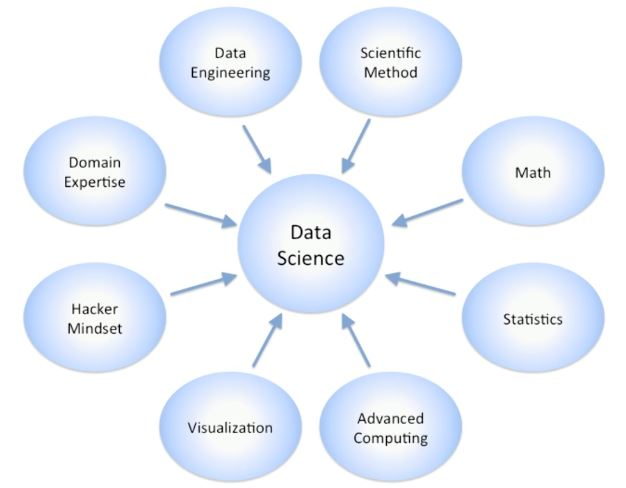 Data
Engineering
Scientific
Method
Domain
Expertise
Math
Data
Science
Hacker
Mindset
Statistics
Visualization
Advanced
Computing